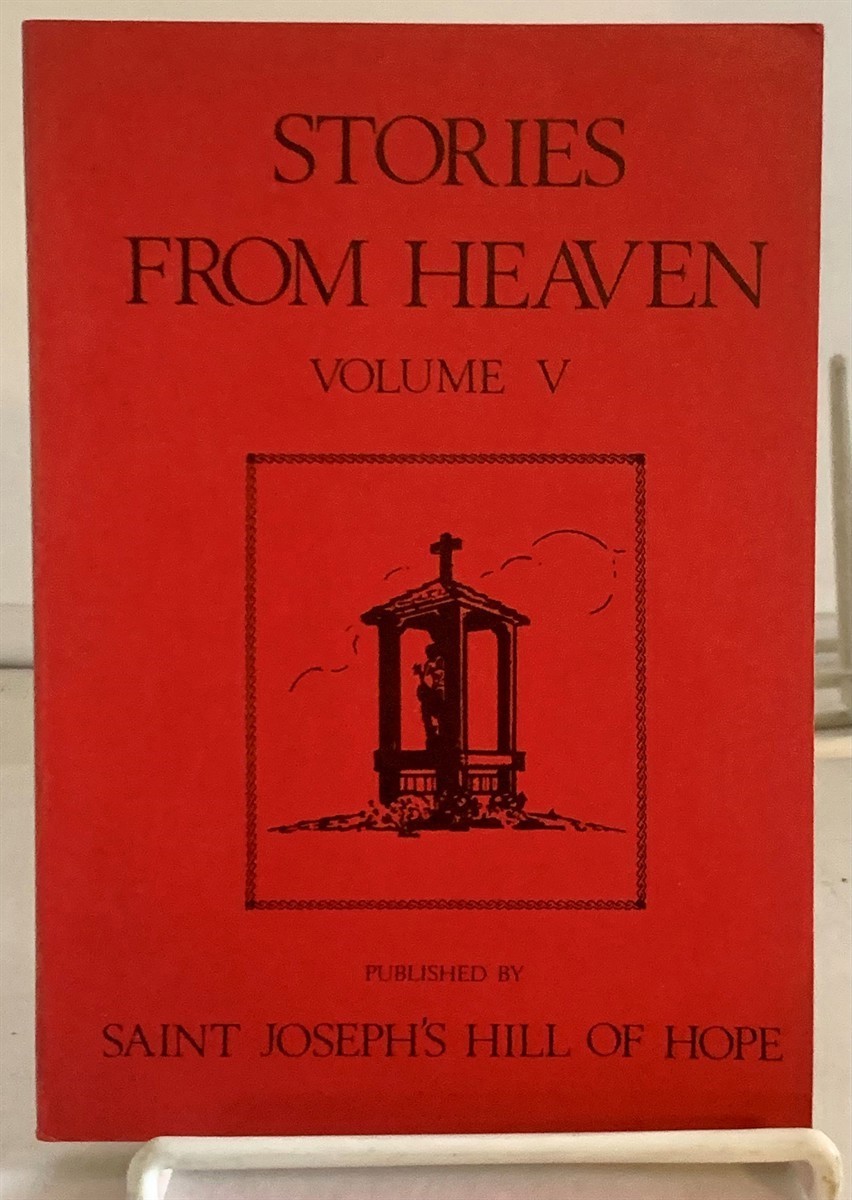 STORIES
FROM HEAVEN
VOLUME V
PUBLISHED BY
SAINT JOSEPH'S HILL OF HOPE